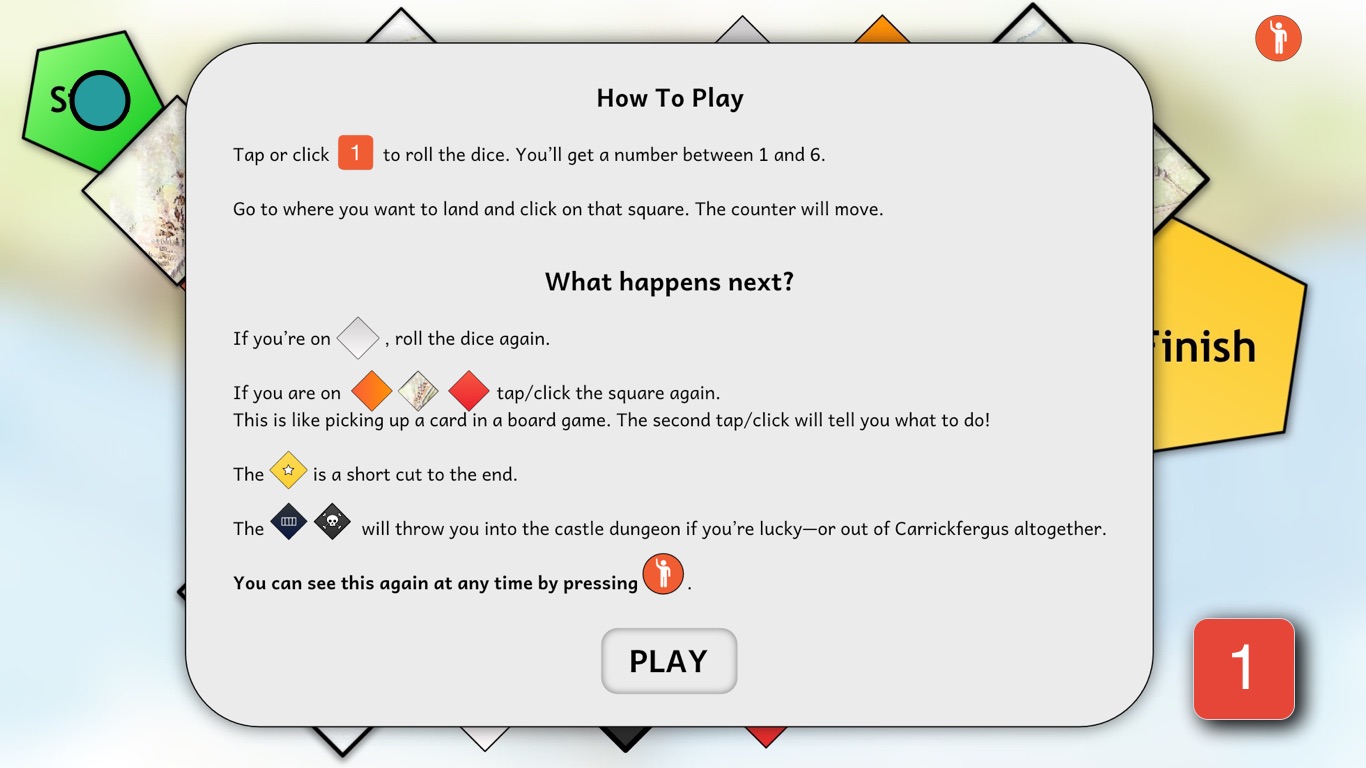 How To Play
Tap or click 1 to roll the dice. You'll get a number between 1 and 6.
Go to where you want to land and click on that square. The counter will move.
What happens next?
If you're on , roll the dice again.
If you are on tap/click the square again.
This is like picking up a card in a board game. The second tap/click will tell you what to do!
The is a short cut to the end.
The will throw you into the castle dungeon if you're lucky—or out of Carrickfergus altogether.
You can see this again at any time by pressing .
PLAY
Finish
1